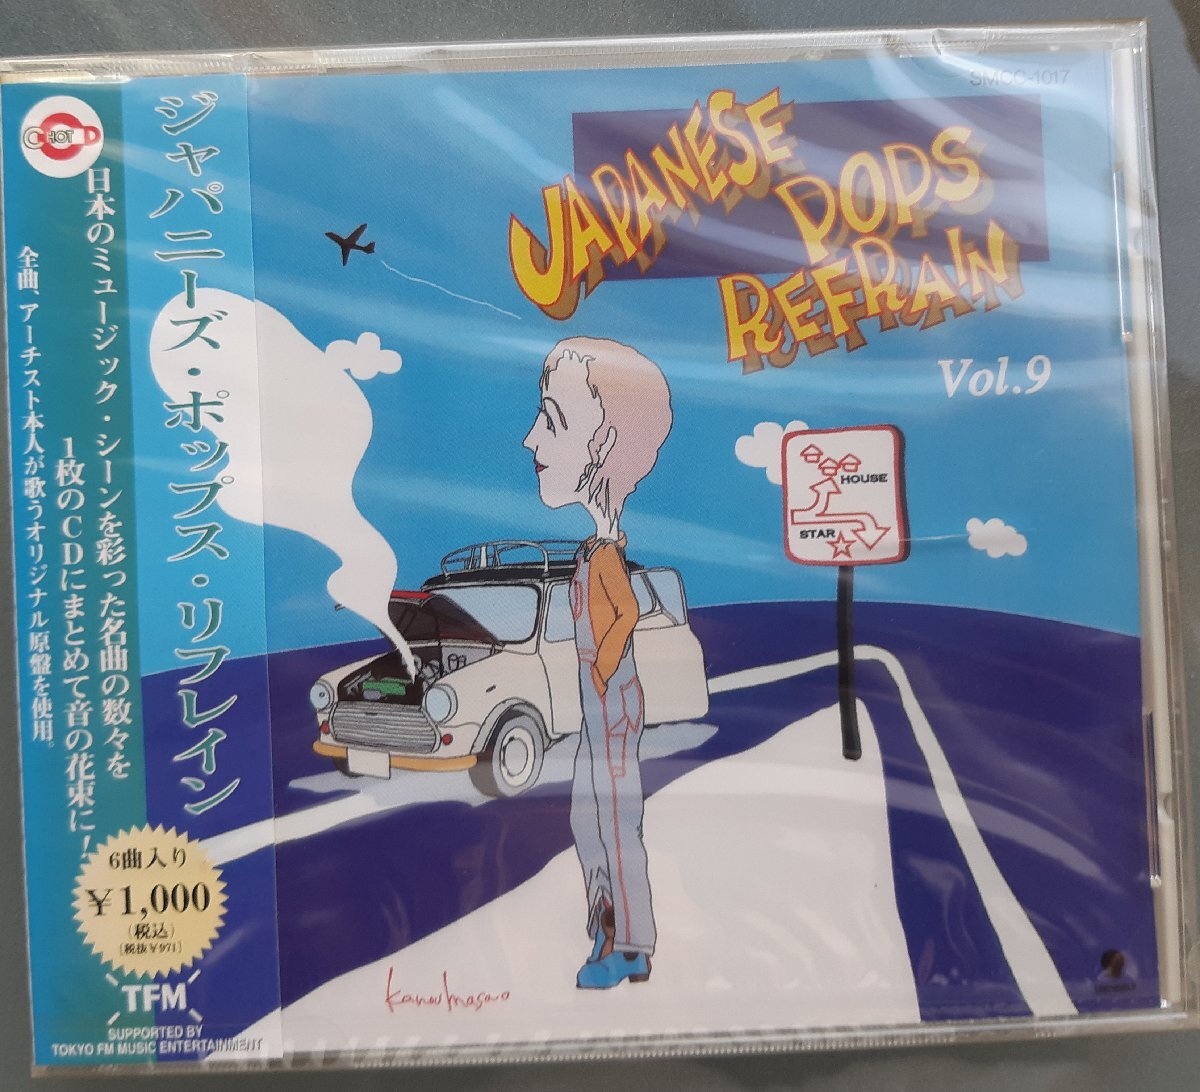 SMCC-1017
JAPANESE
POPS
REFRAIN
Vol.9
HOUSE
STAR
ジャパニーズ・ポップス・リフレイン
HOT
日本のミュージック・シーンを彩った名曲の数々を
1枚のCDにまとめて音の花束に!
全曲、アーチスト本人が歌うオリジナル原盤を使用。
6曲入り
￥1,000
(税込)
[税抜￥971]
TFM
SUPPORTED BY
TOKYO FM MUSIC ENTERTAINMENT